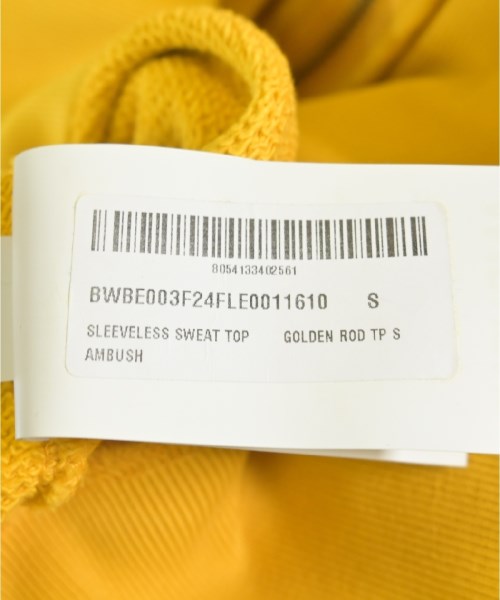 8054133402561
BWBE003F24FLE0011610 S
SLEEVELESS SWEAT TOP GOLDEN ROD TP S
AMBUSH